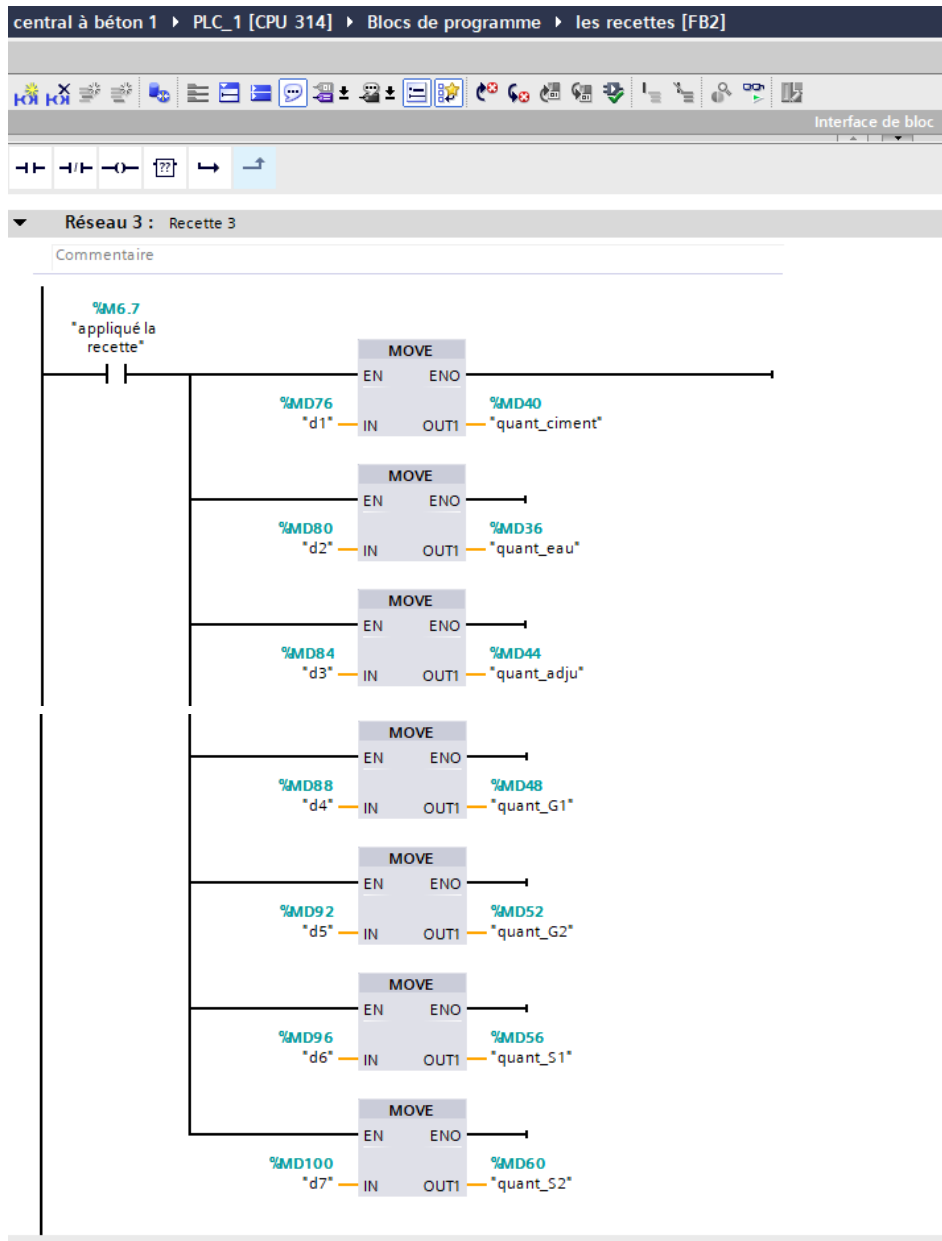 central à béton 1 ▸ PLC_1 [CPU 314] ▸ Blocs de programme ▸ les recettes [FB2]
Interface de bloc
??
Réseau 3 : Recette 3
Commentaire
%M6.7
"appliqué la
recette"
MOVE
EN ENO
%MD76 %MD40
"d1" IN OUT1 "quant_ciment"
MOVE
EN ENO
%MD80 %MD36
"d2" IN OUT1 "quant_eau"
MOVE
EN ENO
%MD84 %MD44
"d3" IN OUT1 "quant_adju"
MOVE
EN ENO
%MD88 %MD48
"d4" IN OUT1 "quant_G1"
MOVE
EN ENO
%MD92 %MD52
"d5" IN OUT1 "quant_G2"
MOVE
EN ENO
%MD96 %MD56
"d6" IN OUT1 "quant_S1"
MOVE
EN ENO
%MD100 %MD60
"d7" IN OUT1 "quant_S2"